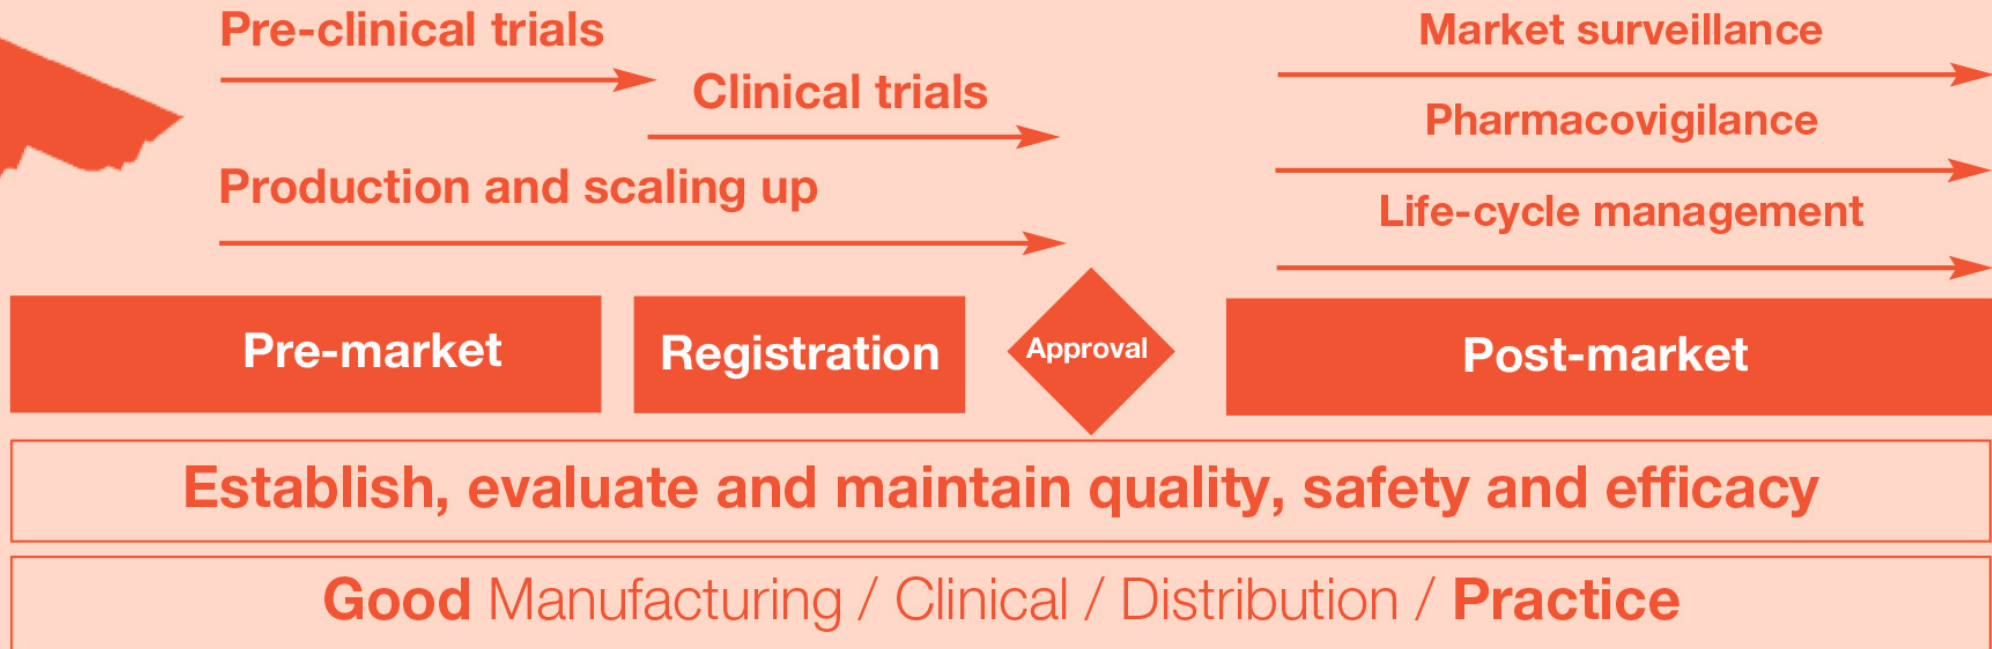 Pre-clinical trials
Clinical trials
Production and scaling up
Market surveillance
Pharmacovigilance
Life-cycle management
Pre-market
Registration
Approval
Post-market
Establish, evaluate and maintain quality, safety and efficacy
Good Manufacturing / Clinical / Distribution / Practice